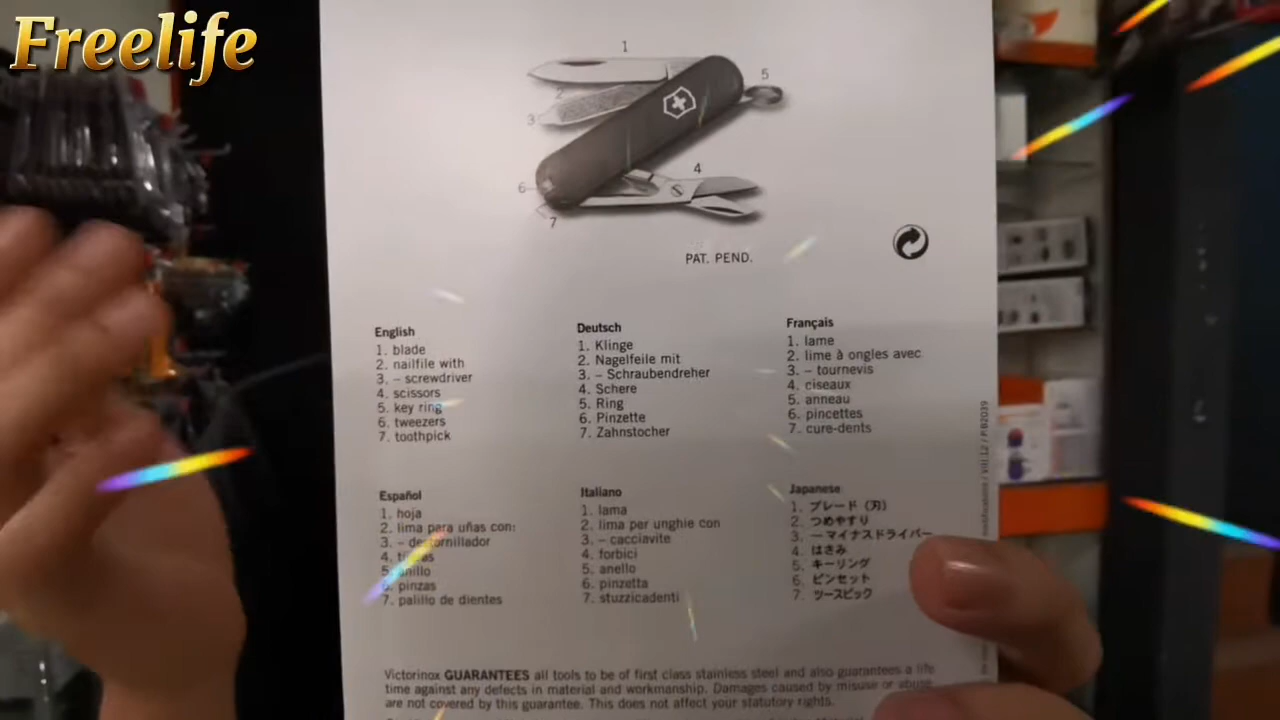 Freelife
1
2
3
4
5
6
7
PAT. PEND.
English
1. blade
2. nailfile with
3. – screwdriver
4. scissors
5. key ring
6. tweezers
7. toothpick
Deutsch
1. Klinge
2. Nagelfeile mit
3. – Schraubendreher
4. Schere
5. Ring
6. Pinzette
7. Zahnstocher
Français
1. lame
2. lime à ongles avec
3. – tournevis
4. ciseaux
5. anneau
6. pincettes
7. cure-dents
Español
1. hoja
2. lima para uñas con:
3. – destornillador
4. tijeras
5. anillo
6. pinzas
7. palillo de dientes
Italiano
1. lama
2. lima per unghie con
3. – cacciavite
4. forbici
5. anello
6. pinzetta
7. stuzzicadenti
Japanese
1. ブレード（刃）
2. つめやすり
3. ーマイナスドライバー
4. はさみ
5. キーリング
6. ピンセット
7. ツースピック
Victorinox GUARANTEES all tools to be of first class stainless steel and also guarantees a life
time against any defects in material and workmanship. Damages caused by misuse or abuse
are not covered by this guarantee. This does not affect your statutory rights.